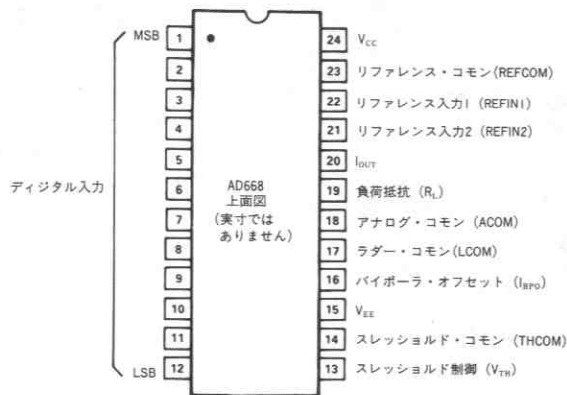 MSB 1 24 V_CC
2 23 リファレンス・コモン(REFCOM)
3 22 リファレンス入力1 (REFIN1)
4 21 リファレンス入力2 (REFIN2)
5 20 I_OUT
ディジタル入力
6 19 負荷抵抗 (R_L)
AD668
上面図
(実寸では
ありません)
7 18 アナログ・コモン (ACOM)
8 17 ラダー・コモン(LCOM)
9 16 バイポーラ・オフセット (I_BPO)
10 15 V_EE
11 14 スレッショルド・コモン (THCOM)
LSB 12 13 スレッショルド制御 (V_TH)